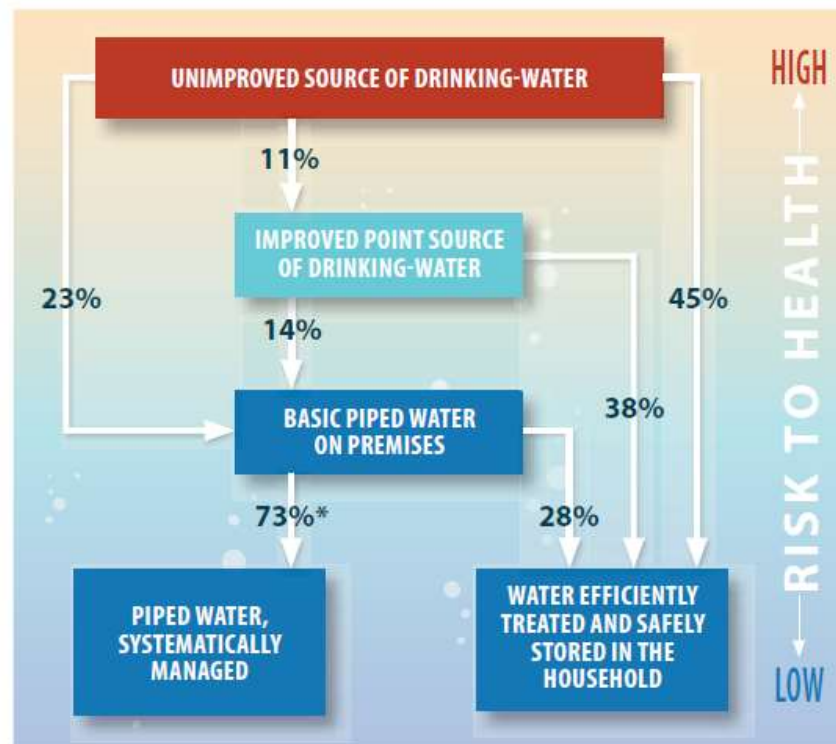 UNIMPROVED SOURCE OF DRINKING-WATER
HIGH
11%
IMPROVED POINT SOURCE
OF DRINKING-WATER
23%
45%
14%
BASIC PIPED WATER
ON PREMISES
38%
73%*
28%
PIPED WATER,
SYSTEMATICALLY
MANAGED
WATER EFFICIENTLY
TREATED AND SAFELY
STORED IN THE
HOUSEHOLD
RISK TO HEALTH
LOW